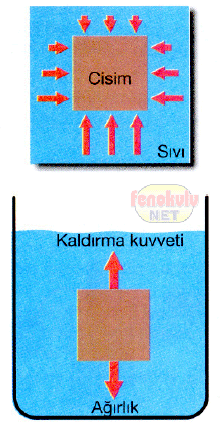 Cisim
Sıvı
fenokulu
NET
Kaldırma kuvveti
Ağırlık